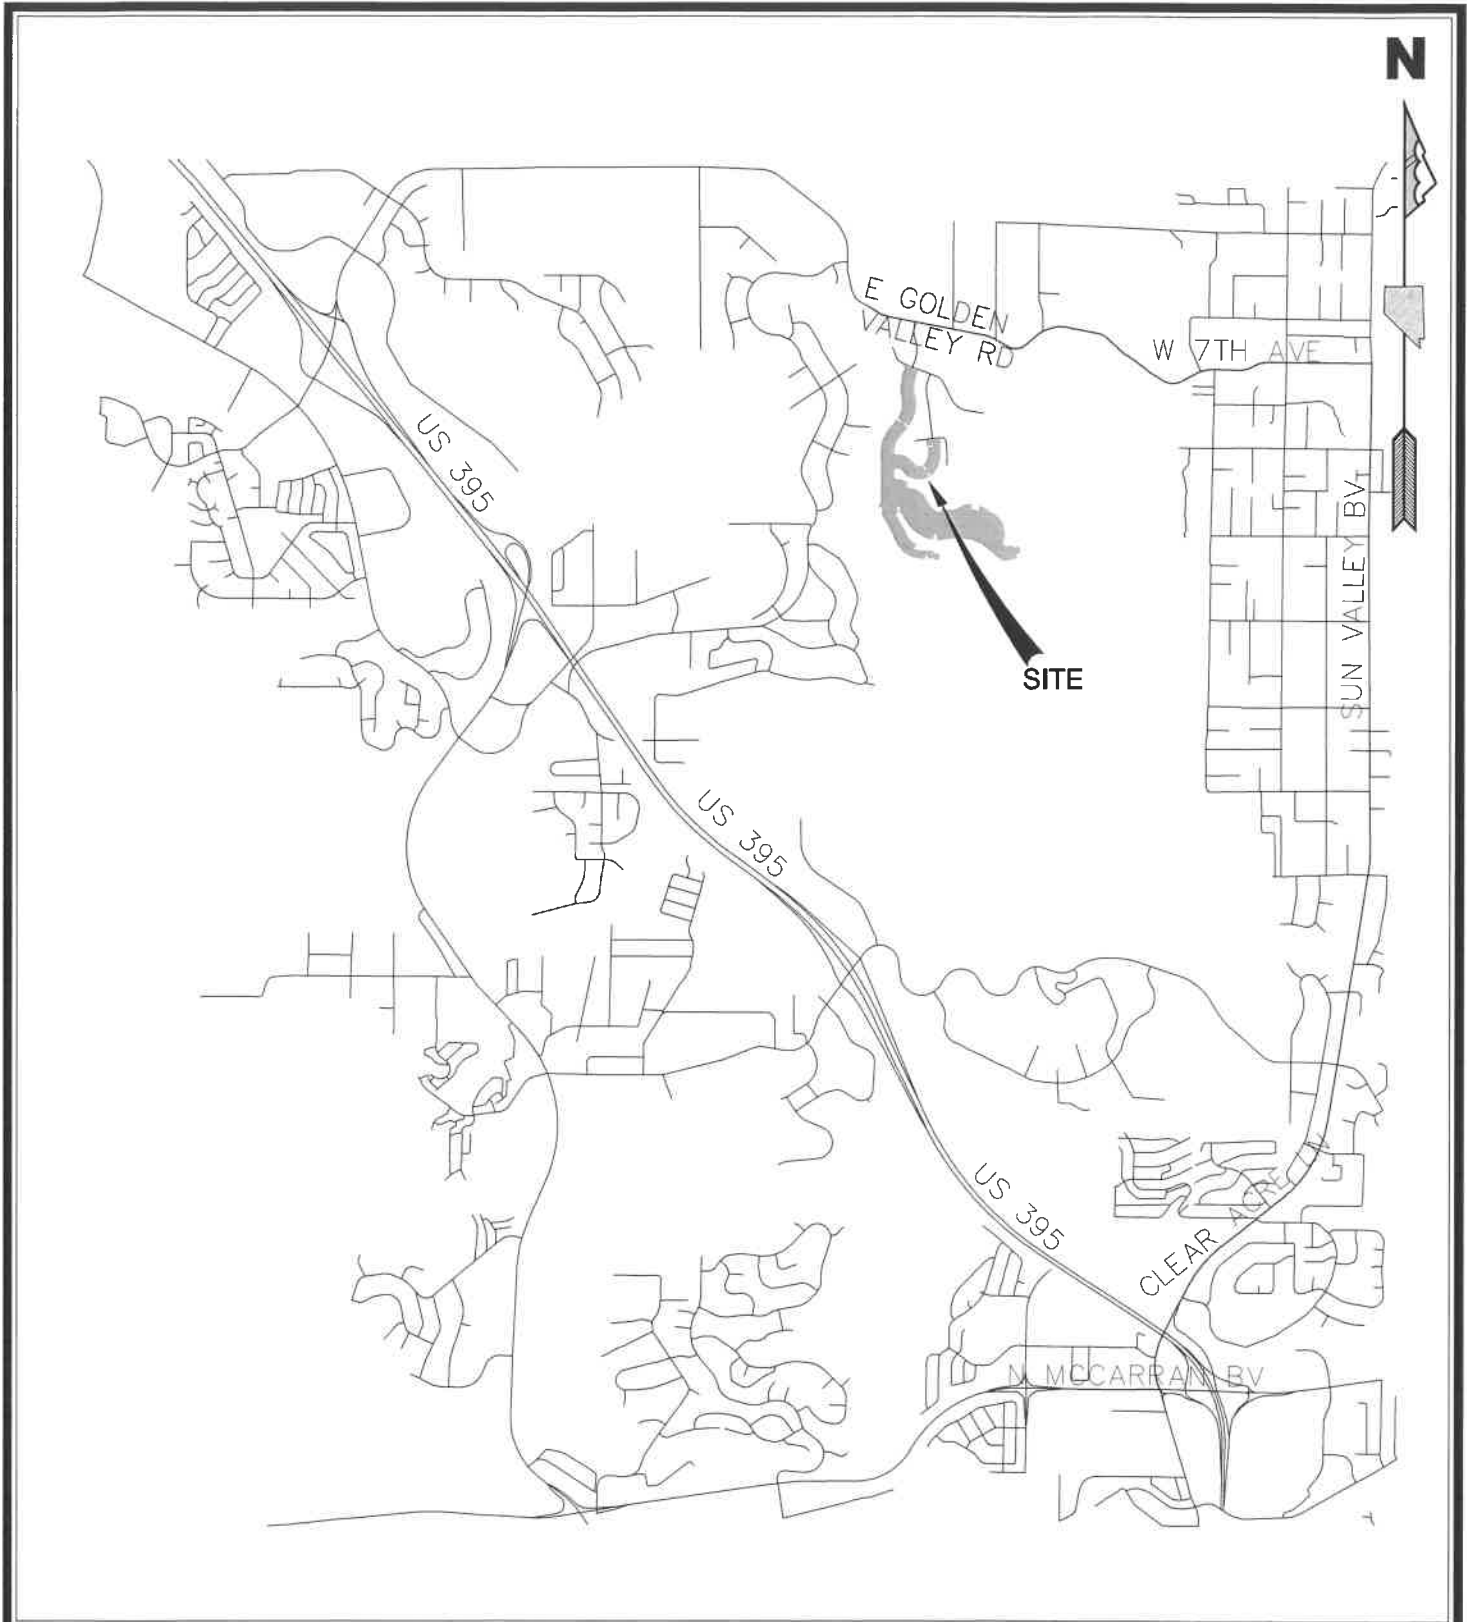 N
E GOLDEN
VALLEY RD
W 7TH AVE
US 395
SUN VALLEY BV
SITE
US 395
US 395
CLEAR ACRE LN
N MCCARRAN BV